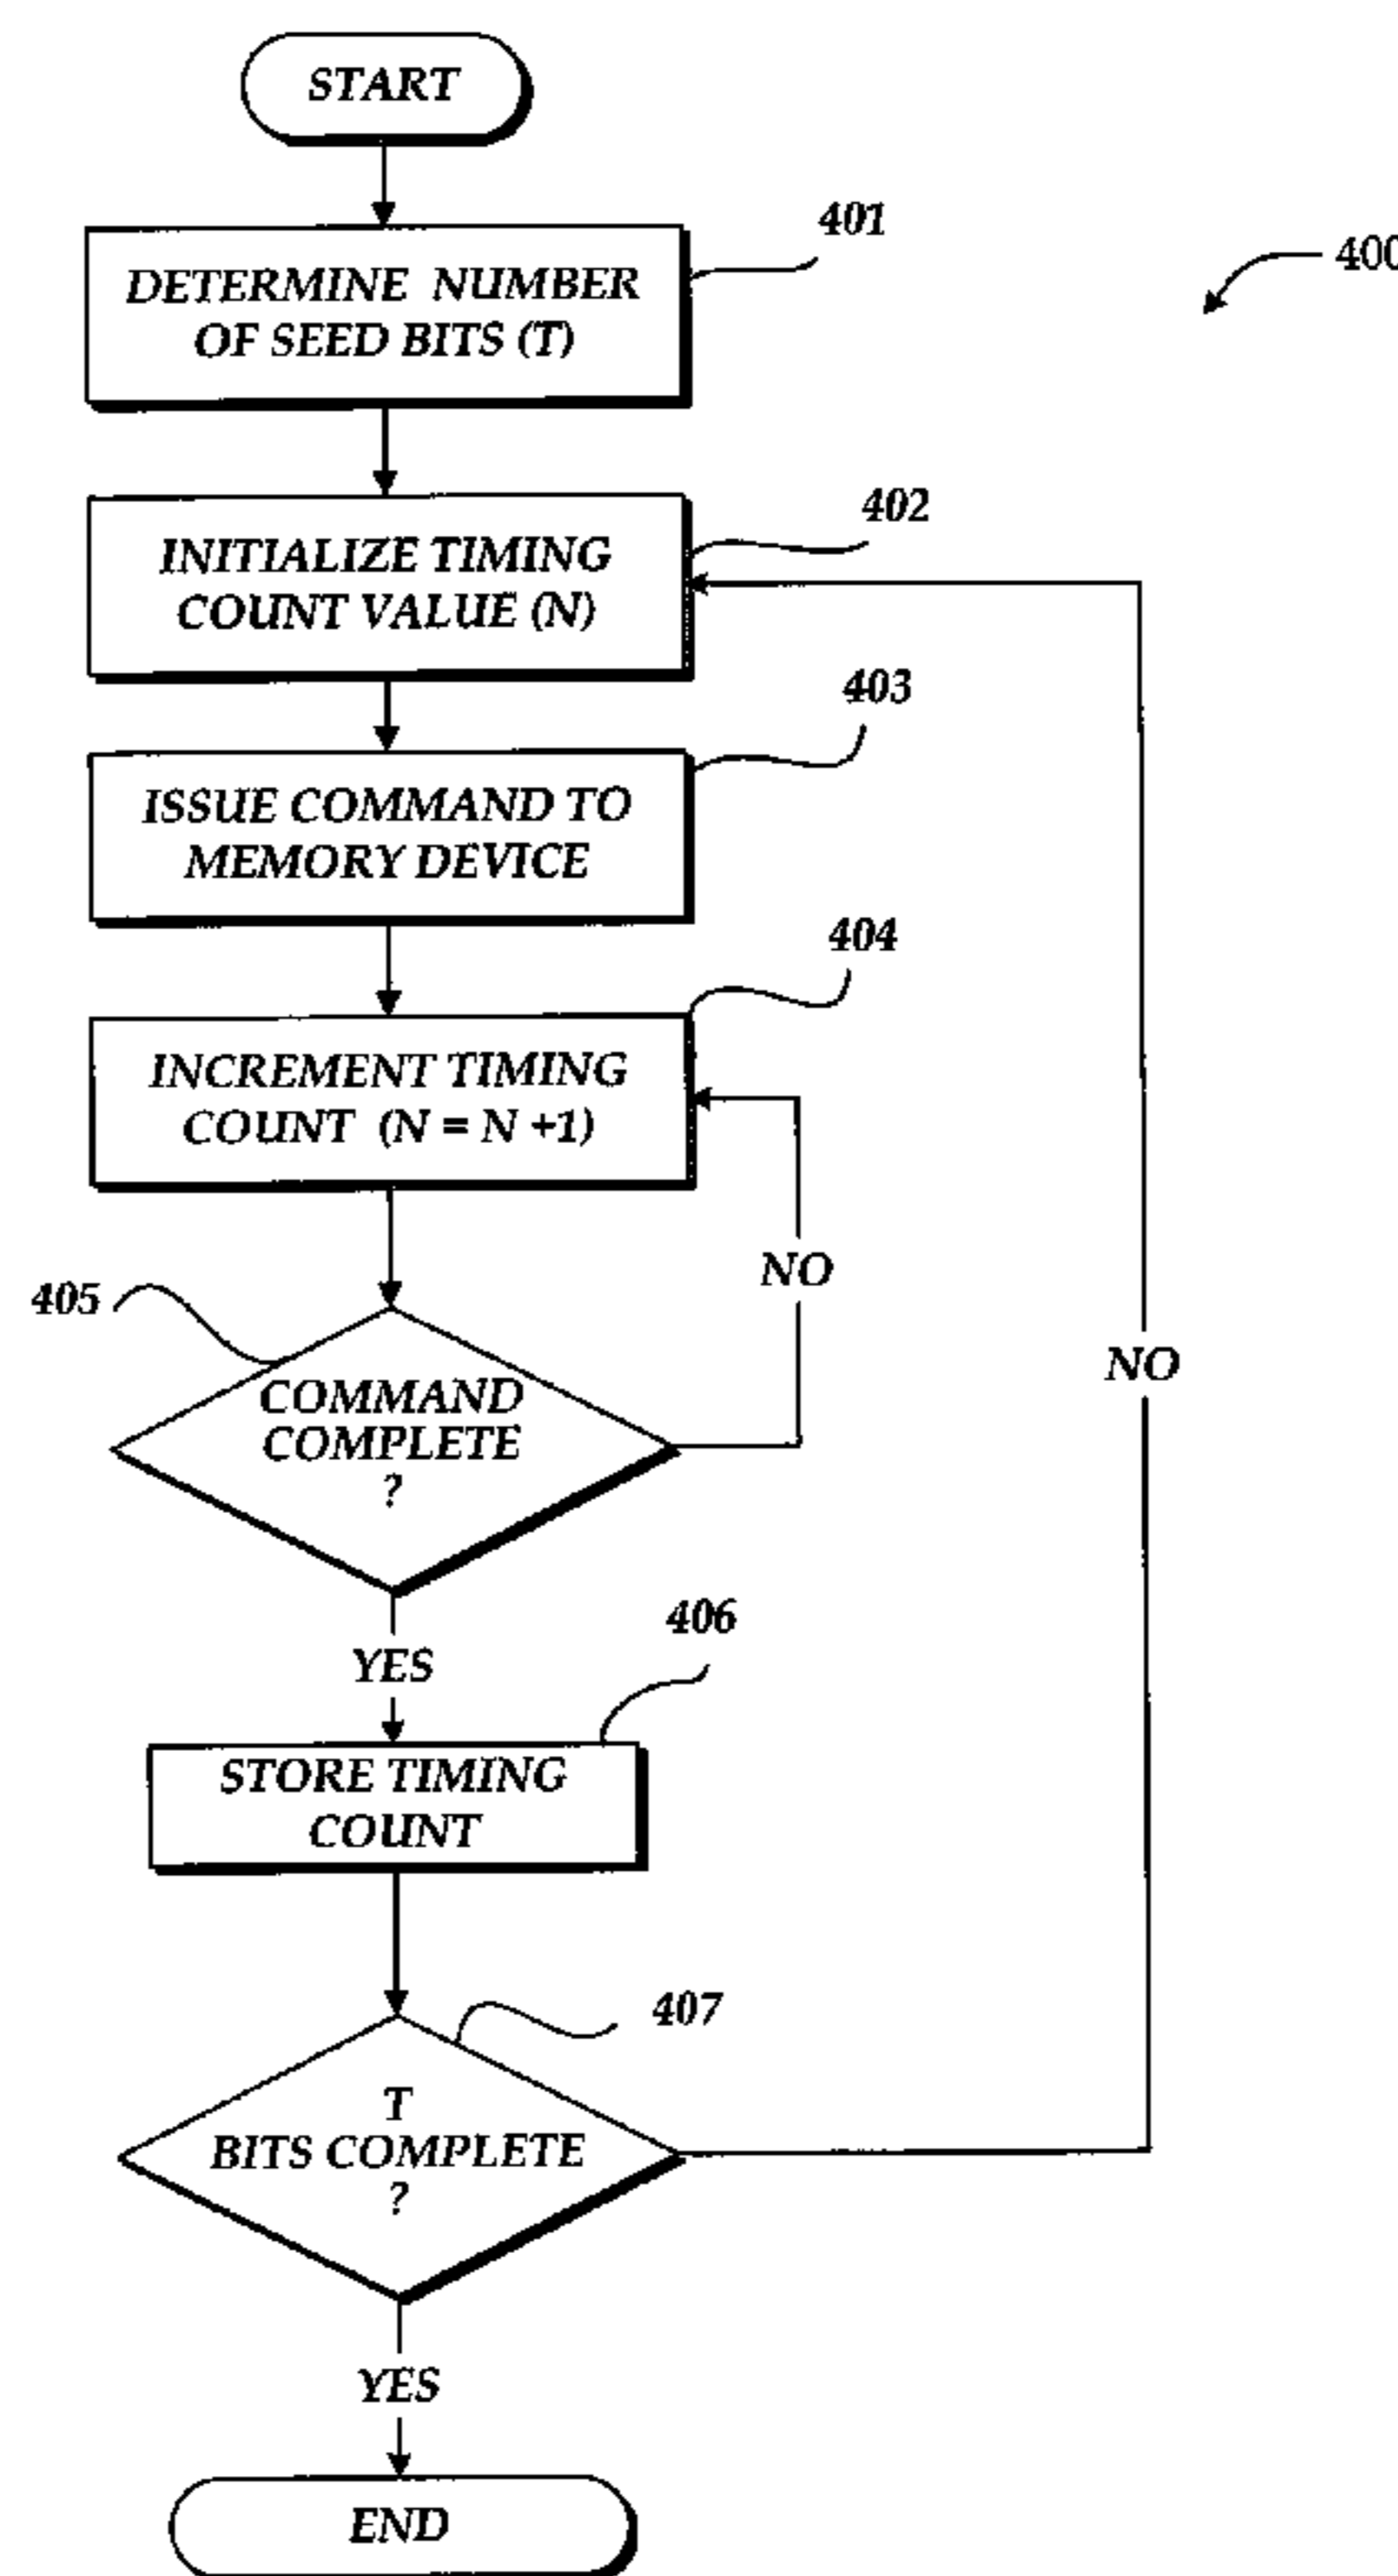 START
401
400
DETERMINE NUMBER
OF SEED BITS (T)
402
INITIALIZE TIMING
COUNT VALUE (N)
403
ISSUE COMMAND TO
MEMORY DEVICE
404
INCREMENT TIMING
COUNT (N = N +1)
NO
405
COMMAND
COMPLETE
?
NO
YES
406
STORE TIMING
COUNT
407
T
BITS COMPLETE
?
YES
END